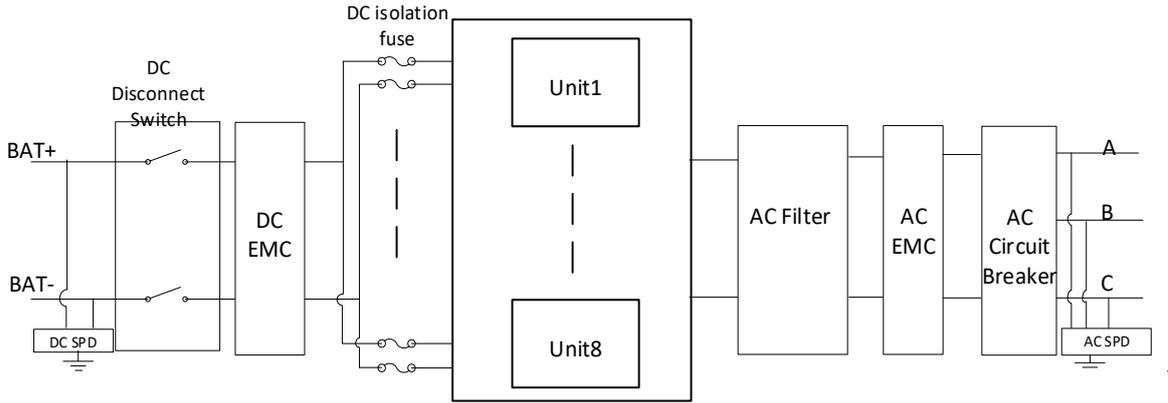 DC isolation
fuse
DC
Disconnect
Switch
BAT+
BAT-
DC SPD
DC
EMC
Unit1
Unit8
AC Filter
AC
EMC
AC
Circuit
Breaker
A
B
C
AC SPD